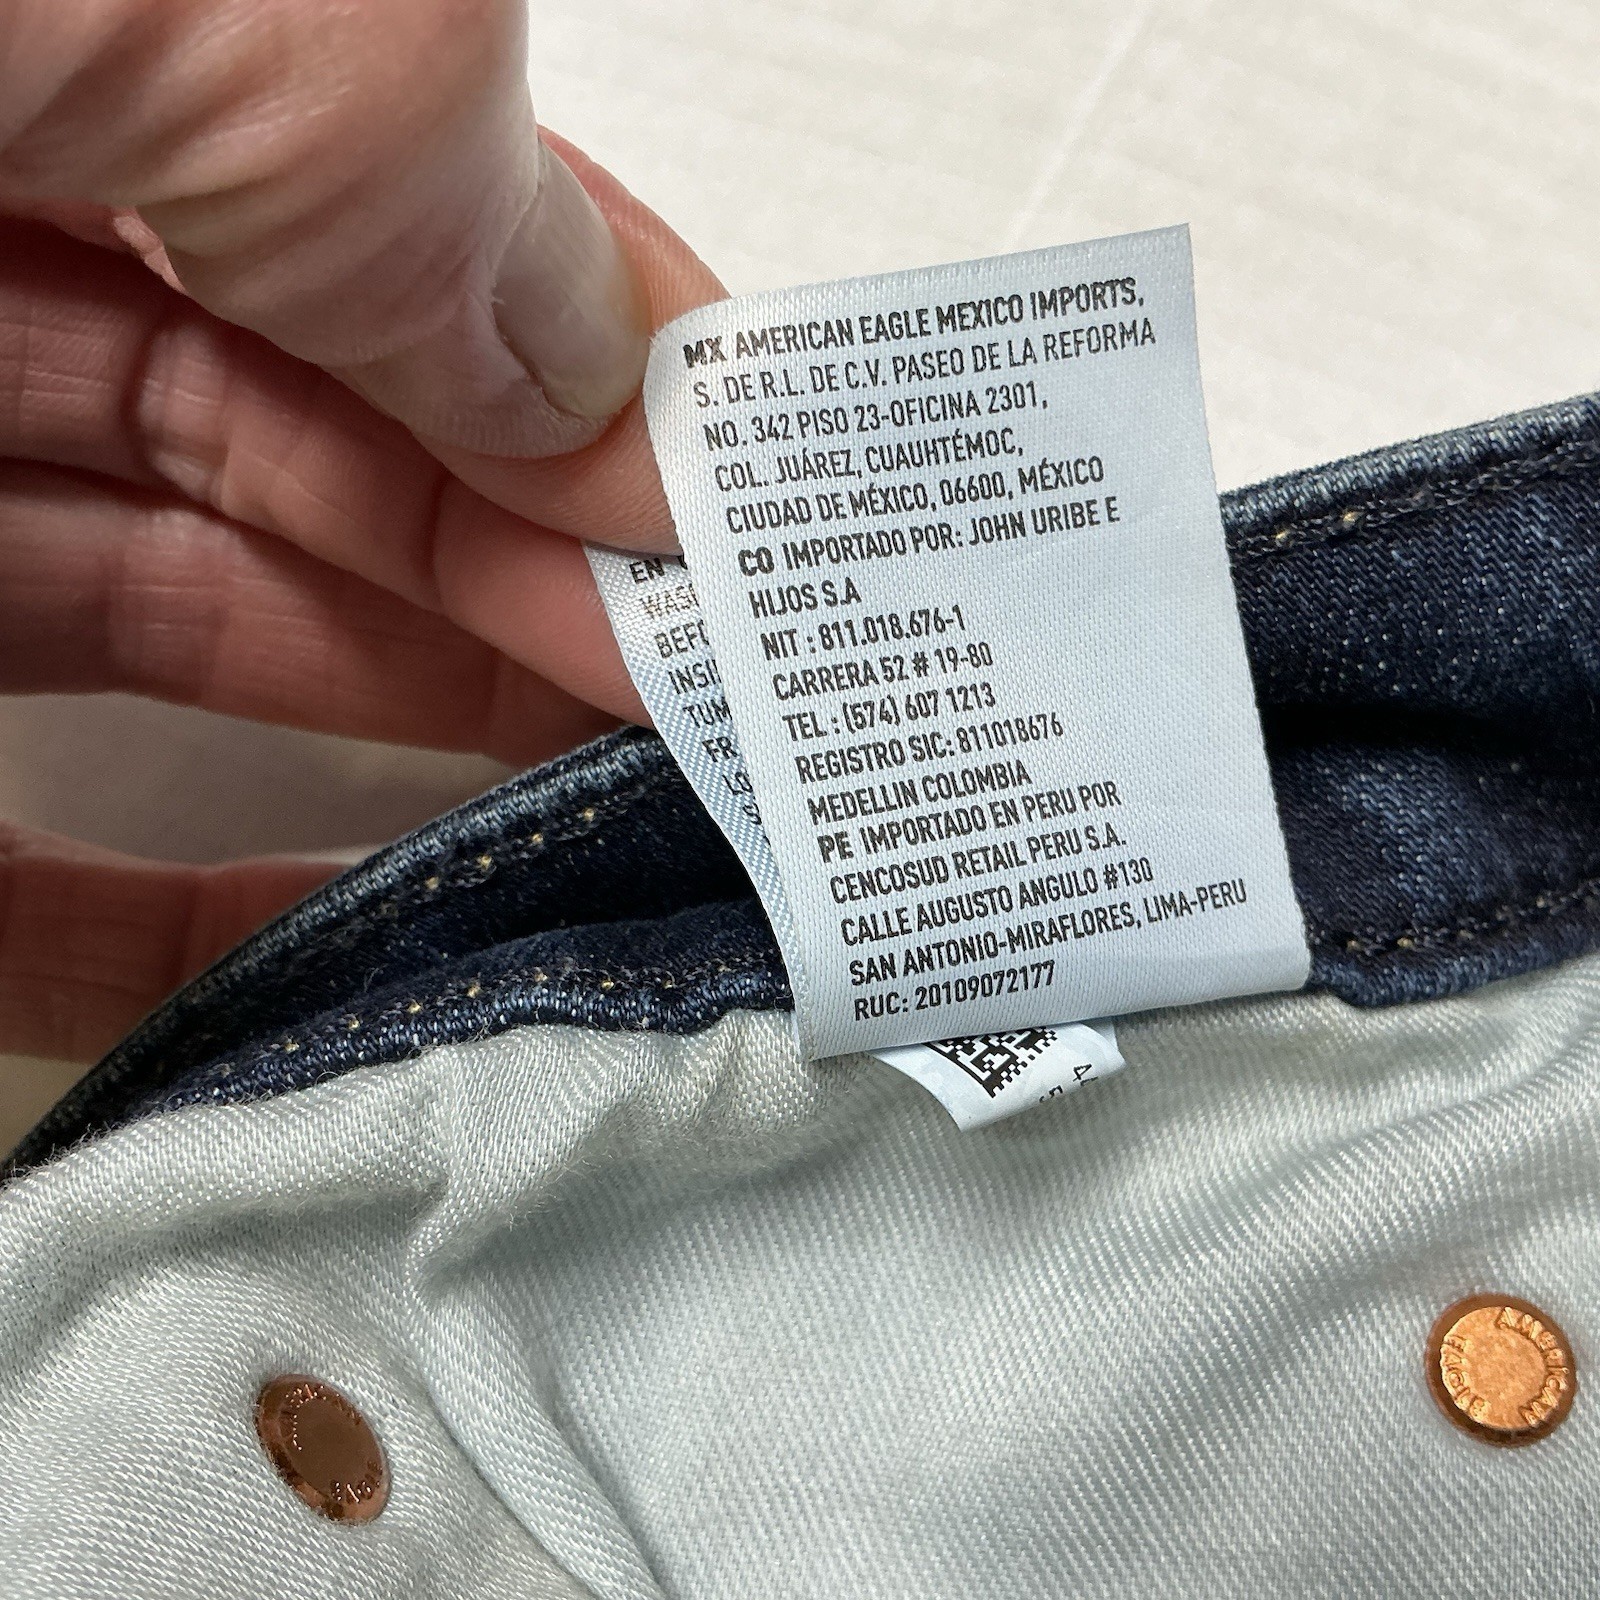 MX AMERICAN EAGLE MEXICO IMPORTS,
S. DE R.L. DE C.V. PASEO DE LA REFORMA
NO. 342 PISO 23-OFICINA 2301,
COL. JUÁREZ, CUAUHTÉMOC,
CIUDAD DE MÉXICO, 06600, MÉXICO
CO IMPORTADO POR: JOHN URIBE E
HIJOS S.A
NIT : 811.018.676-1
CARRERA 52 # 19-80
TEL : (574) 607 1213
REGISTRO SIC: 811018676
MEDELLIN COLOMBIA
PE IMPORTADO EN PERU POR
CENCOSUD RETAIL PERU S.A.
CALLE AUGUSTO ANGULO #130
SAN ANTONIO-MIRAFLORES, LIMA-PERU
RUC: 20109072177
EN
FR
AMERICAN
EAGLE